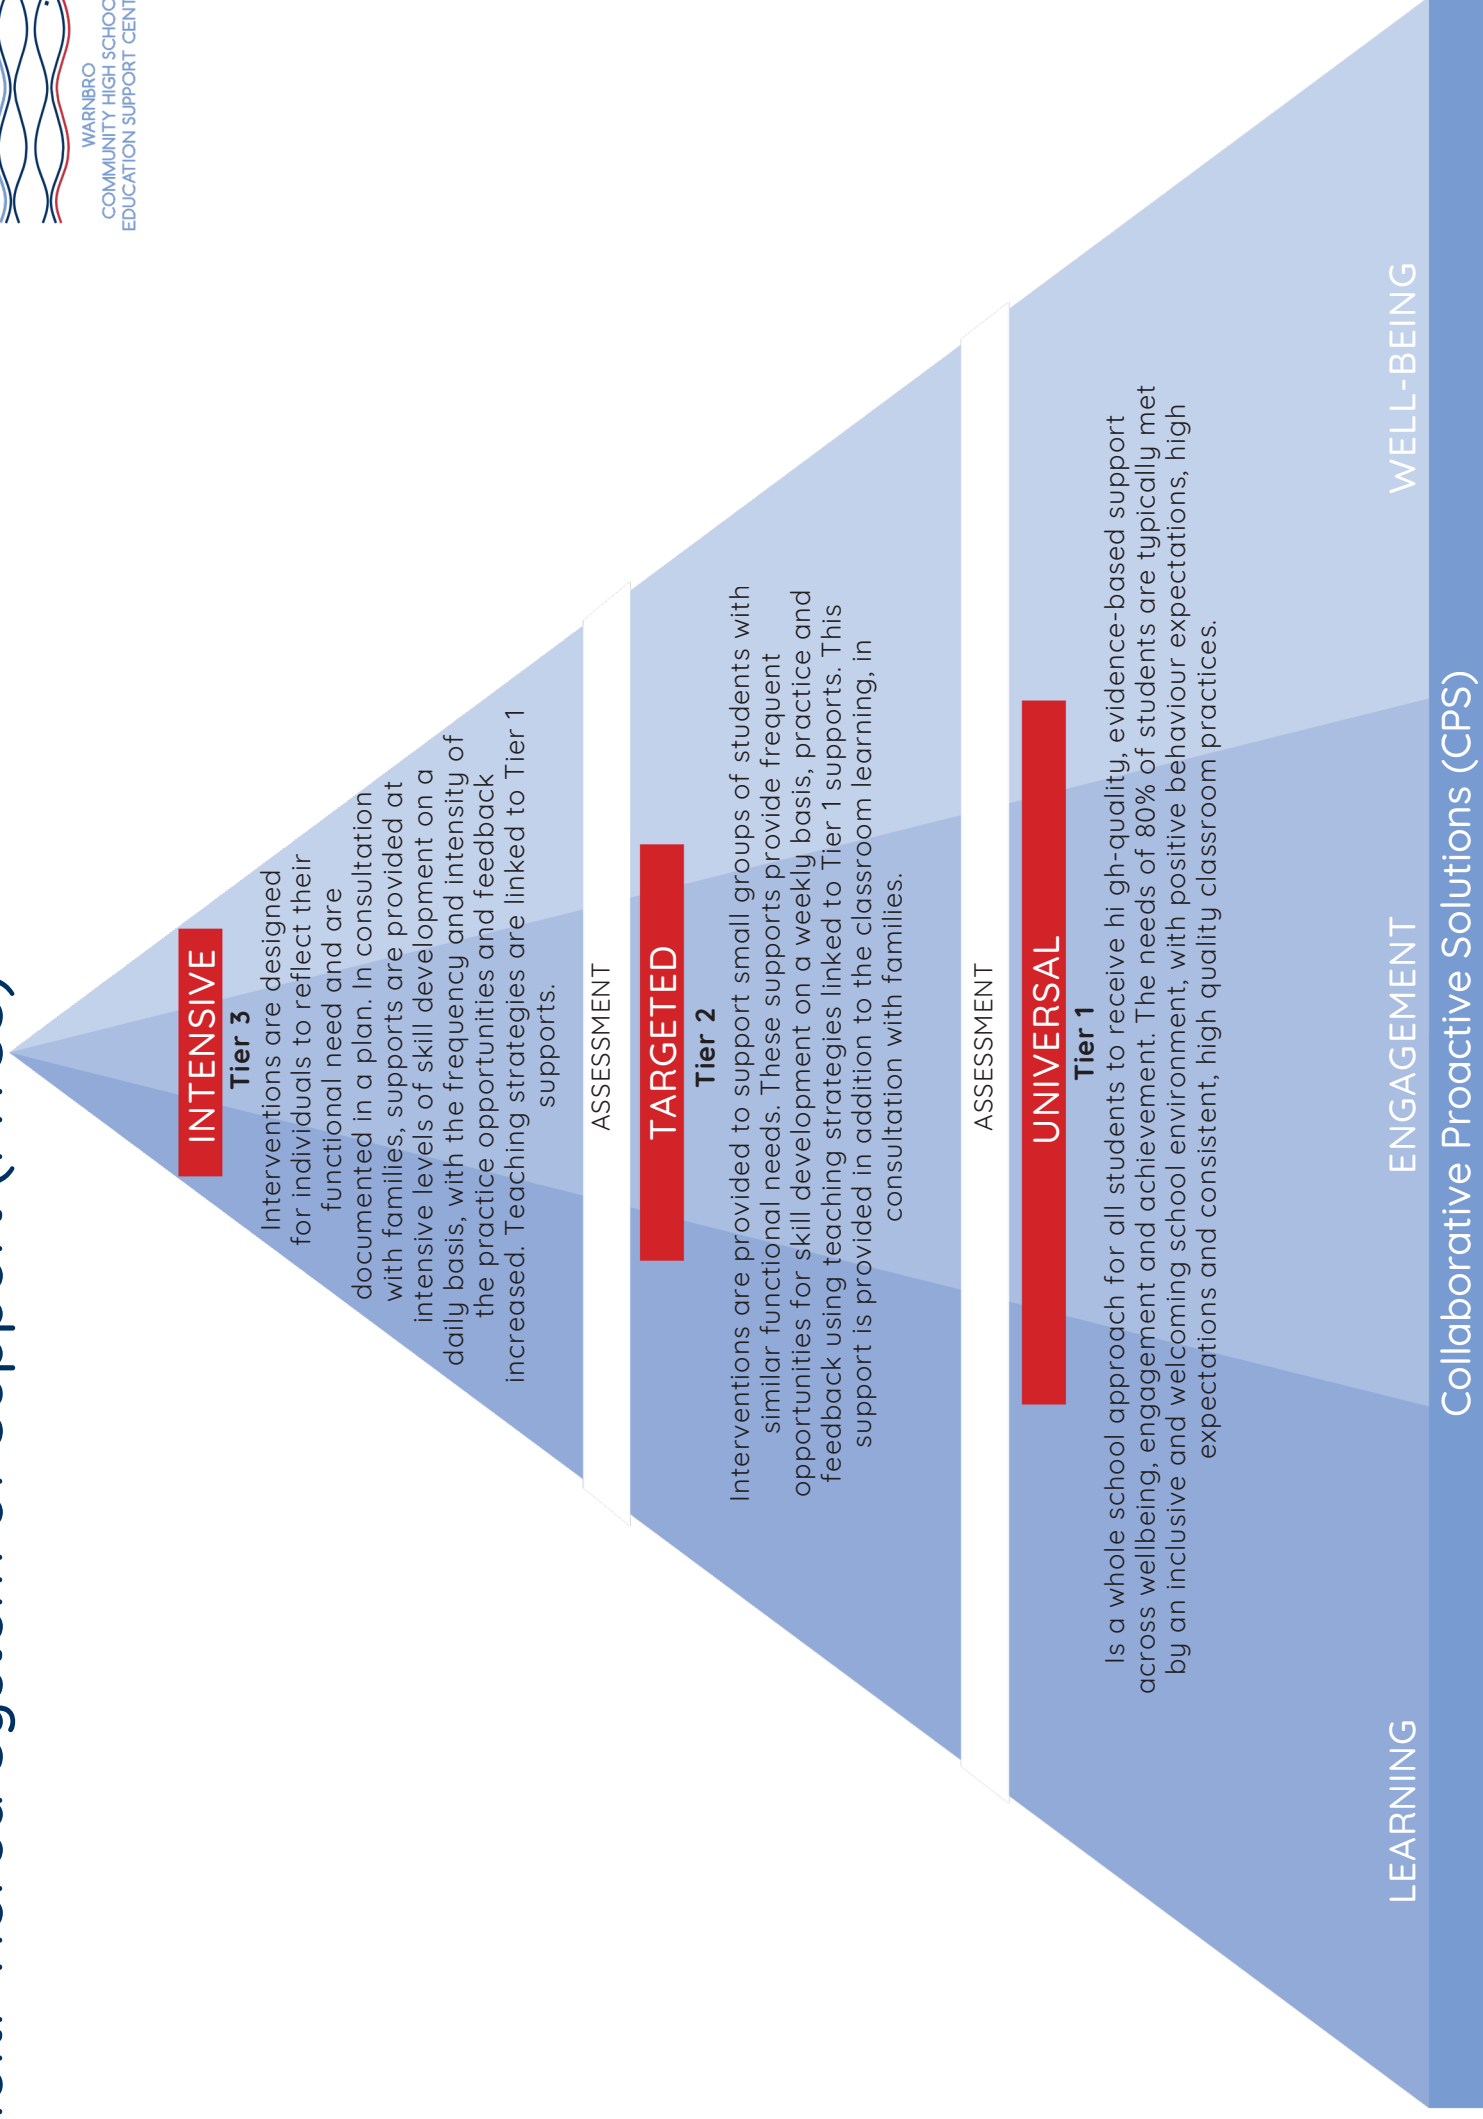 WARNBRO
COMMUNITY HIGH SCHOOL
EDUCATION SUPPORT
INTENSIVE
Tier 3
Interventions are designed
for individuals to reflect their
functional need and are
documented in a plan. In consultation
with families, supports are provided at
intensive levels of skill development on a
daily basis, with the frequency and intensity of
the practice opportunities and feedback
increased. Teaching strategies are linked to Tier 1
supports.
ASSESSMENT
TARGETED
Tier 2
Interventions are provided to support small groups of students with
similar functional needs. These supports provide frequent
opportunities for skill development on a weekly basis, practice and
feedback using teaching strategies linked to Tier 1 supports. This
support is provided in addition to the classroom learning, in
consultation with families.
ASSESSMENT
UNIVERSAL
Tier 1
Is a whole school approach for all students to receive hi gh-quality, evidence-based support
across wellbeing, engagement and achievement. The needs of 80% of students are typically met
by an inclusive and welcoming school environment, with positive behaviour expectations, high
expectations and consistent, high quality classroom practices.
LEARNING ENGAGEMENT WELL-BEING
Collaborative Proactive Solutions (CPS)